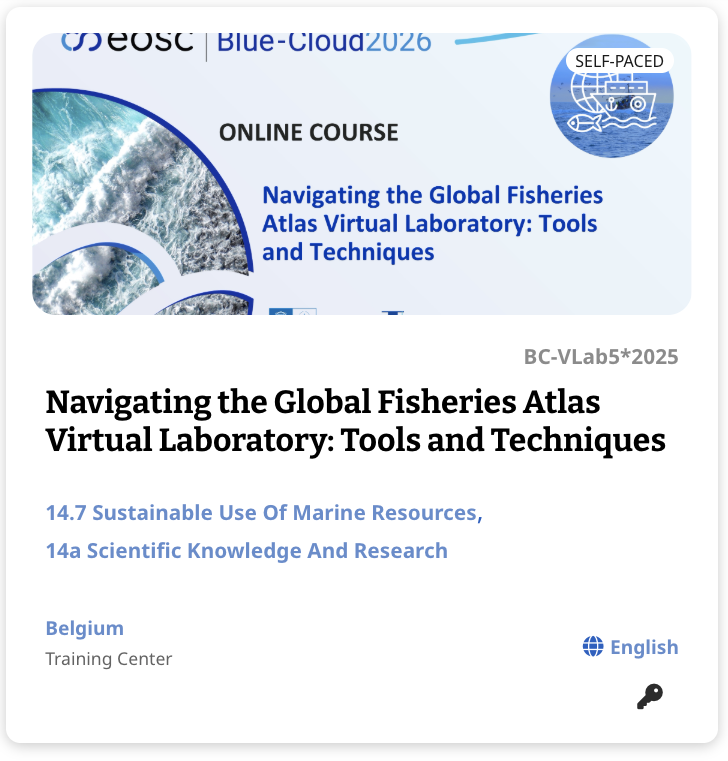 eosc Blue-Cloud2026
SELF-PACED
ONLINE COURSE
Navigating the Global Fisheries
Atlas Virtual Laboratory: Tools
and Techniques
BC-VLab5*2025
Navigating the Global Fisheries Atlas
Virtual Laboratory: Tools and Techniques
14.7 Sustainable Use Of Marine Resources,
14a Scientific Knowledge And Research
Belgium
Training Center
English